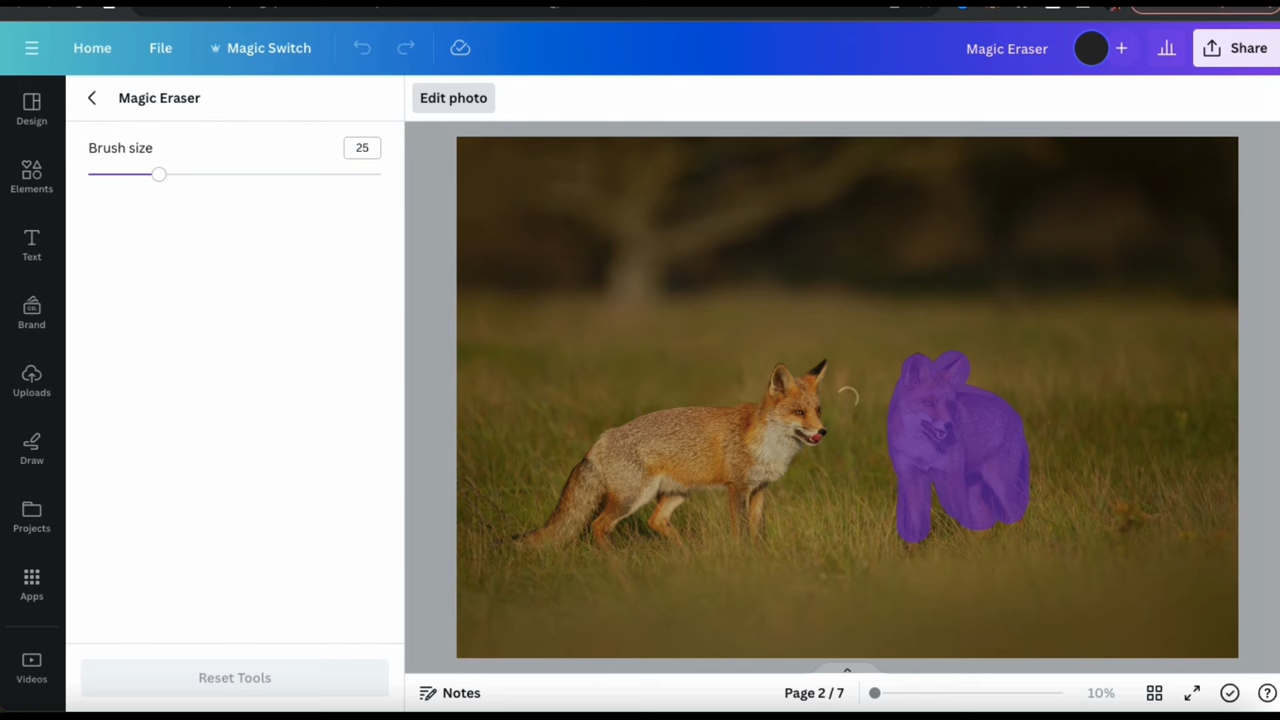 Home
File
Magic Switch
Magic Eraser
Share
Design
Elements
Text
CO.
Brand
Uploads
Draw
Projects
Apps
Videos
Magic Eraser
Brush size
25
Reset Tools
Edit photo
Notes
Page 2 / 7
10%